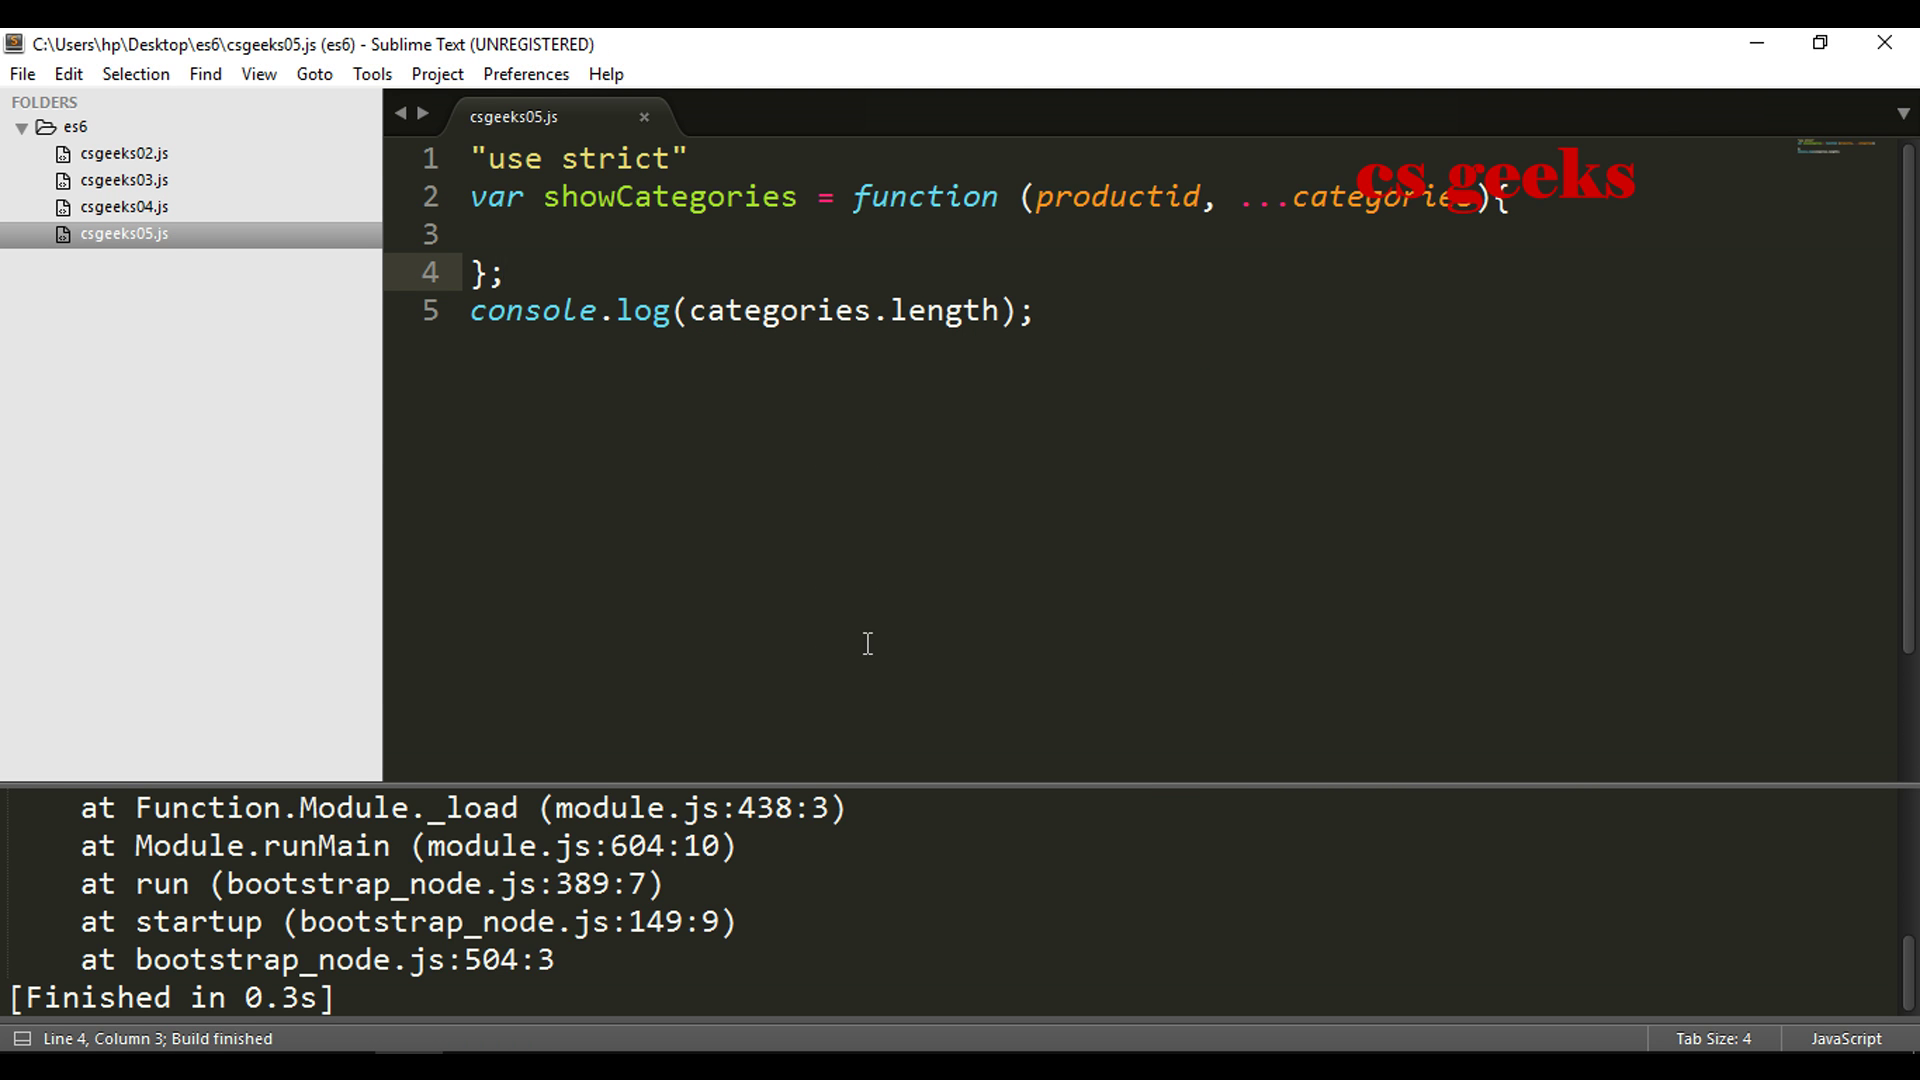 C:\Users\hp\Desktop\es6\csgeeks05.js (es6) - Sublime Text (UNREGISTERED)
File Edit Selection Find View Goto Tools Project Preferences Help
FOLDERS
es6
csgeeks02.js
csgeeks03.js
csgeeks04.js
csgeeks05.js
csgeeks05.js
cs geeks
1 "use strict"
2 var showCategories = function (productid, ...categories){
3
4 };
5 console.log(categories.length);
at Function.Module._load (module.js:438:3)
at Module.runMain (module.js:604:10)
at run (bootstrap_node.js:389:7)
at startup (bootstrap_node.js:149:9)
at bootstrap_node.js:504:3
[Finished in 0.3s]
Line 4, Column 3; Build finished
Tab Size: 4
JavaScript